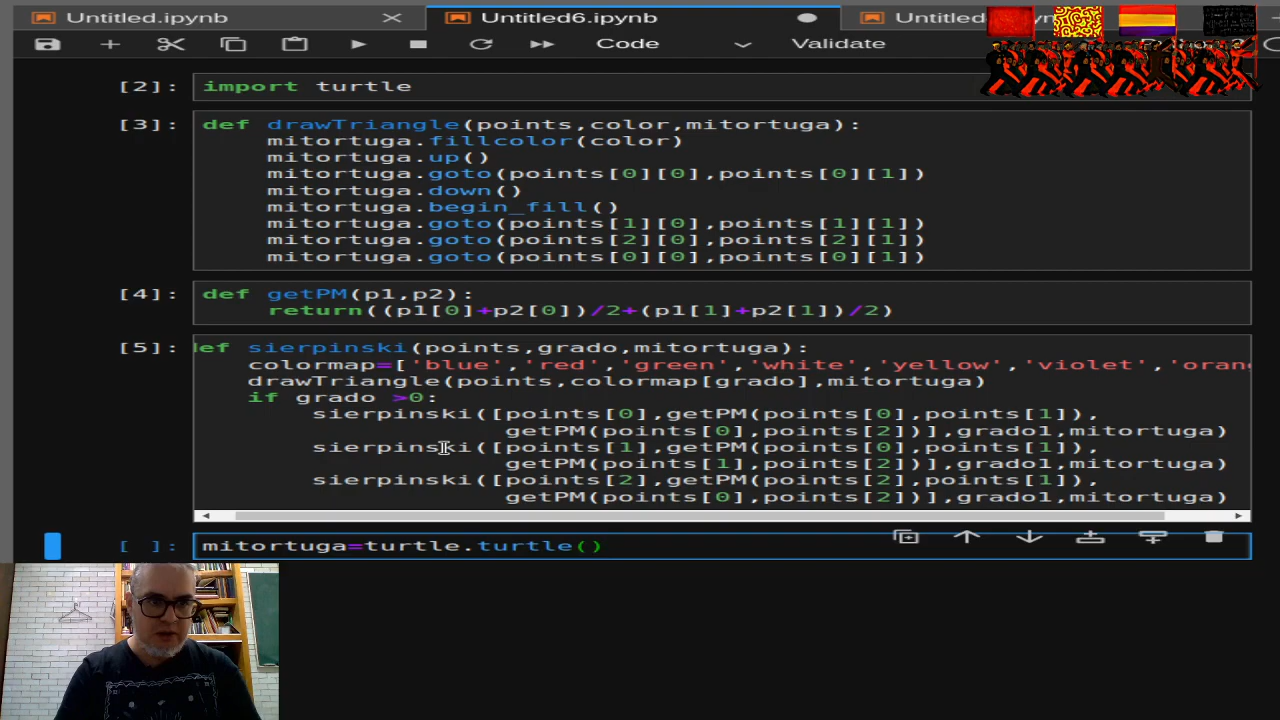 Untitled.ipynb
Untitled6.ipynb
Untitled
Code
Validate
[2]:
import turtle
[3]:
def drawTriangle(points,color,mitortuga):
mitortuga.fillcolor(color)
mitortuga.up()
mitortuga.goto(points[0][0],points[0][1])
mitortuga.down()
mitortuga.begin_fill()
mitortuga.goto(points[1][0],points[1][1])
mitortuga.goto(points[2][0],points[2][1])
mitortuga.goto(points[0][0],points[0][1])
[4]:
def getPM(p1,p2):
return((p1[0]+p2[0])/2+(p1[1]+p2[1])/2)
[5]:
ef sierpinski(points,grado,mitortuga):
colormap=['blue','red','green','white','yellow','violet','oran
drawTriangle(points,colormap[grado],mitortuga)
if grado >0:
sierpinski([points[0],getPM(points[0],points[1]),
getPM(points[0],points[2])],grado1,mitortuga)
sierpinski([points[1],getPM(points[0],points[1]),
getPM(points[1],points[2])],grado1,mitortuga)
sierpinski([points[2],getPM(points[2],points[1]),
getPM(points[0],points[2])],grado1,mitortuga)
[ ]:
mitortuga=turtle.turtle()